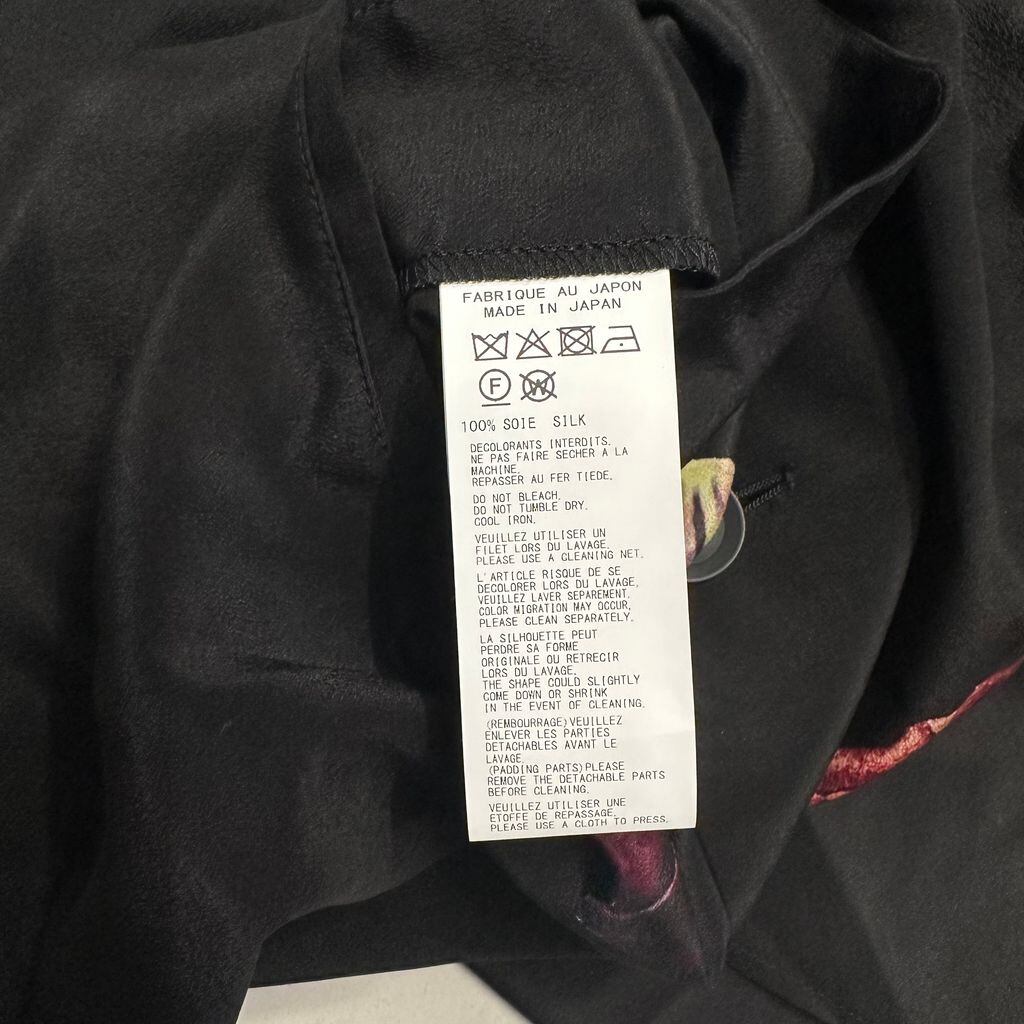 FABRIQUE AU JAPON
MADE IN JAPAN
F W
100% SOIE SILK
DECOLORANTS INTERDITS.
NE PAS FAIRE SECHER A LA
MACHINE.
REPASSER AU FER TIEDE.
DO NOT BLEACH.
DO NOT TUMBLE DRY.
COOL IRON.
VEUILLEZ UTILISER UN
FILET LORS DU LAVAGE.
PLEASE USE A CLEANING NET.
L'ARTICLE RISQUE DE SE
DECOLORER LORS DU LAVAGE,
VEUILLEZ LAVER SEPAREMENT.
COLOR MIGRATION MAY OCCUR,
PLEASE CLEAN SEPARATELY.
LA SILHOUETTE PEUT
PERDRE SA FORME
ORIGINALE OU RETRECIR
LORS DU LAVAGE.
THE SHAPE COULD SLIGHTLY
COME DOWN OR SHRINK
IN THE EVENT OF CLEANING.
(REMBOURRAGE)VEUILLEZ
ENLEVER LES PARTIES
DETACHABLES AVANT LE
LAVAGE.
(PADDING PARTS)PLEASE
REMOVE THE DETACHABLE PARTS
BEFORE CLEANING.
VEUILLEZ UTILISER UNE
ETOFFE DE REPASSAGE.
PLEASE USE A CLOTH TO PRESS.